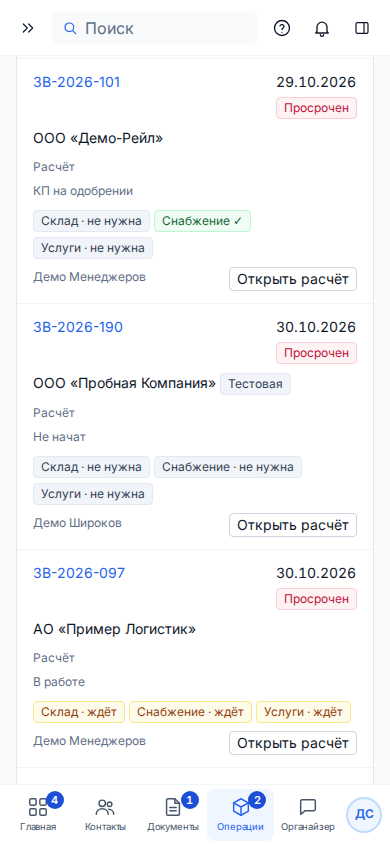 Поиск
ЗВ-2026-101 29.10.2026
Просрочен
ООО «Демо-Рейл»
Расчёт
КП на одобрении
Склад · не нужна Снабжение ✓
Услуги · не нужна
Демо Менеджеров Открыть расчёт
ЗВ-2026-190 30.10.2026
Просрочен
ООО «Пробная Компания» Тестовая
Расчёт
Не начат
Склад · не нужна Снабжение · не нужна
Услуги · не нужна
Демо Широков Открыть расчёт
ЗВ-2026-097 30.10.2026
Просрочен
АО «Пример Логистик»
Расчёт
В работе
Склад · ждёт Снабжение · ждёт Услуги · ждёт
Демо Менеджеров Открыть расчёт
4 1 2
Главная Контакты Документы Операции Органайзер ДС